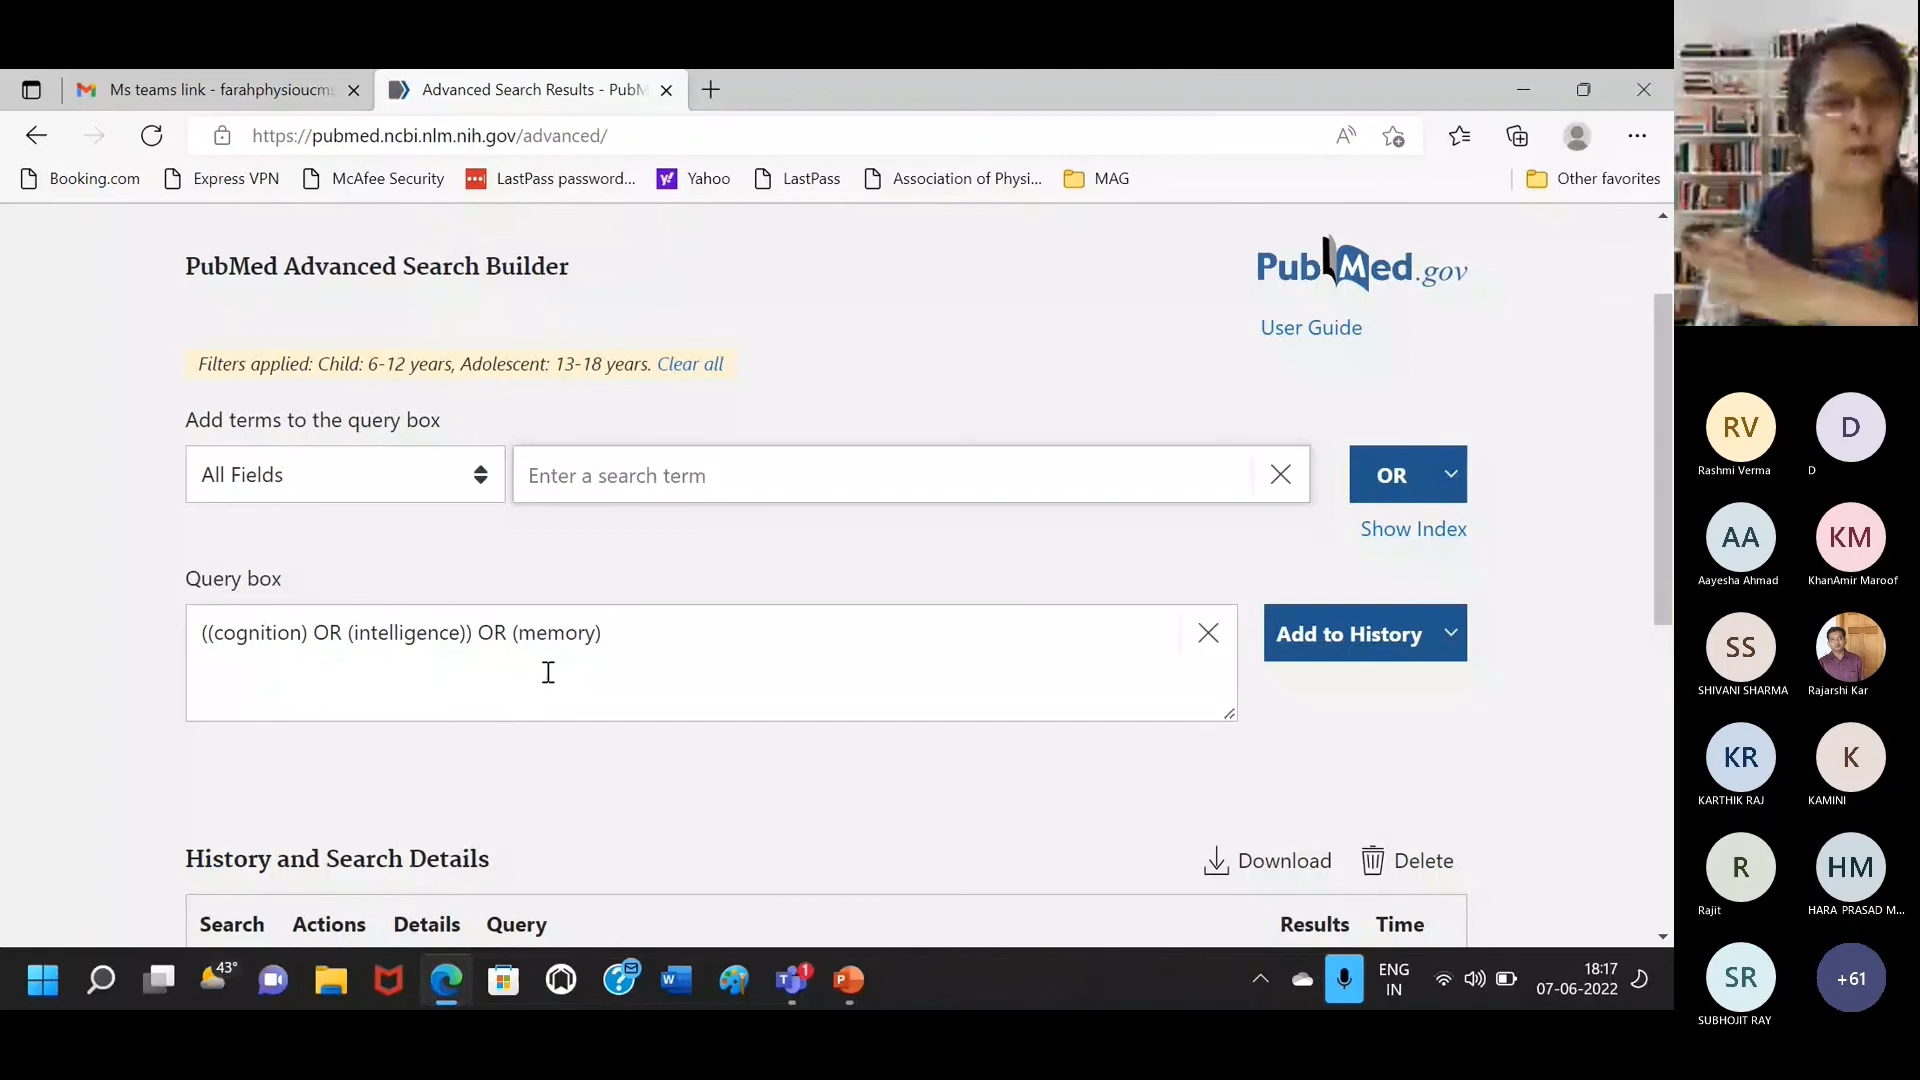 Ms teams link - farahphysioucms
Advanced Search Results - PubM
https://pubmed.ncbi.nlm.nih.gov/advanced/
Booking.com
Express VPN
McAfee Security
LastPass password...
Yahoo
LastPass
Association of Physi...
MAG
Other favorites
PubMed Advanced Search Builder
PubMed.gov
User Guide
Filters applied: Child: 6-12 years, Adolescent: 13-18 years. Clear all
Add terms to the query box
All Fields
Enter a search term
OR
Show Index
Query box
((cognition) OR (intelligence)) OR (memory)
Add to History
History and Search Details
Download
Delete
Search Actions Details Query Results Time
43°
1
ENG
IN
18:17
07-06-2022
RV
Rashmi Verma
D
D
AA
Aayesha Ahmad
KM
KhanAmir Maroof
SS
SHIVANI SHARMA
Rajarshi Kar
KR
KARTHIK RAJ
K
KAMINI
R
Rajit
HM
HARA PRASAD M...
SR
SUBHOJIT RAY
+61